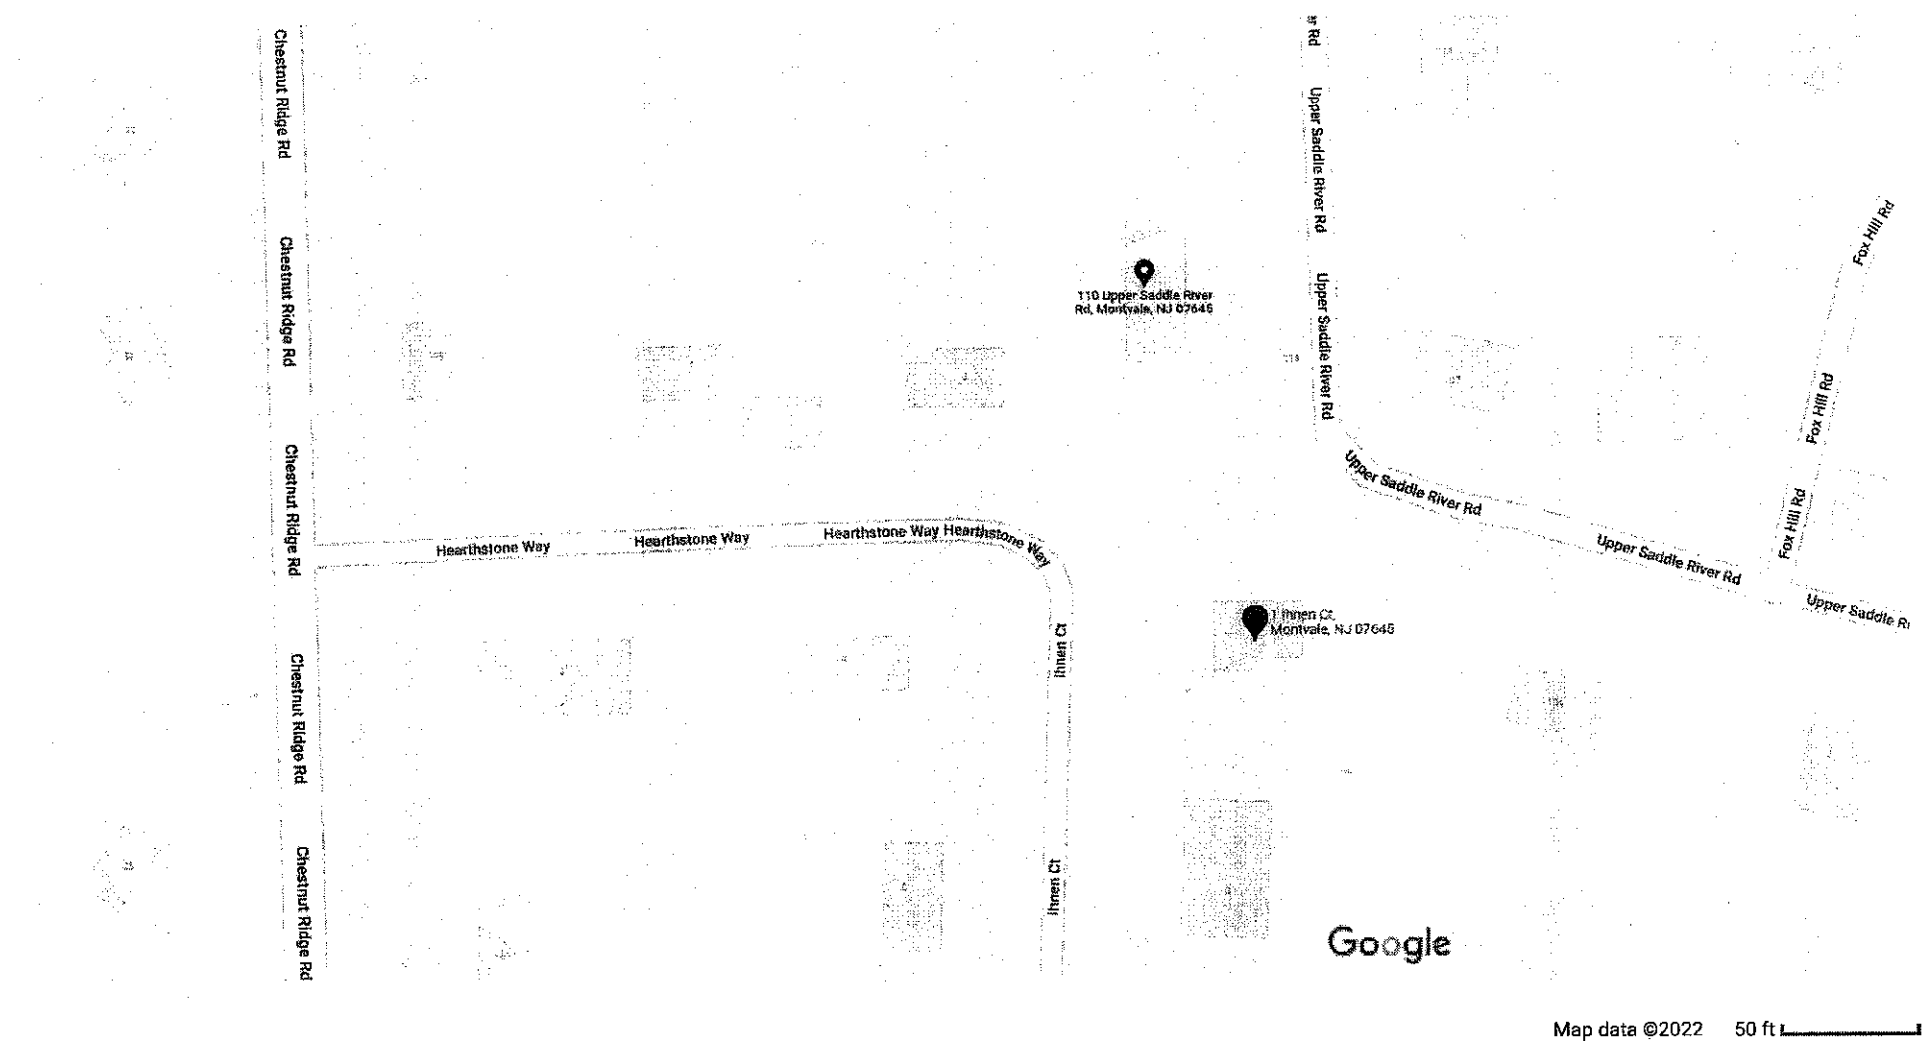 Chestnut Ridge Rd
er Rd
Upper Saddle River Rd
Fox Hill Rd
Chestnut Ridge Rd
110 Upper Saddle River
Rd, Montvale, NJ 07645
Upper Saddle River Rd
118
Fox Hill Rd
Chestnut Ridge Rd
Upper Saddle River Rd
Fox Hill Rd
Hearthstone Way
Hearthstone Way
Hearthstone Way
Hearthstone Way
Upper Saddle River Rd
Upper Saddle Ri
1 Ihnen Ct,
Montvale, NJ 07645
Ihnen Ct
Chestnut Ridge Rd
Chestnut Ridge Rd
Ihnen Ct
Google
Map data ©2022
50 ft